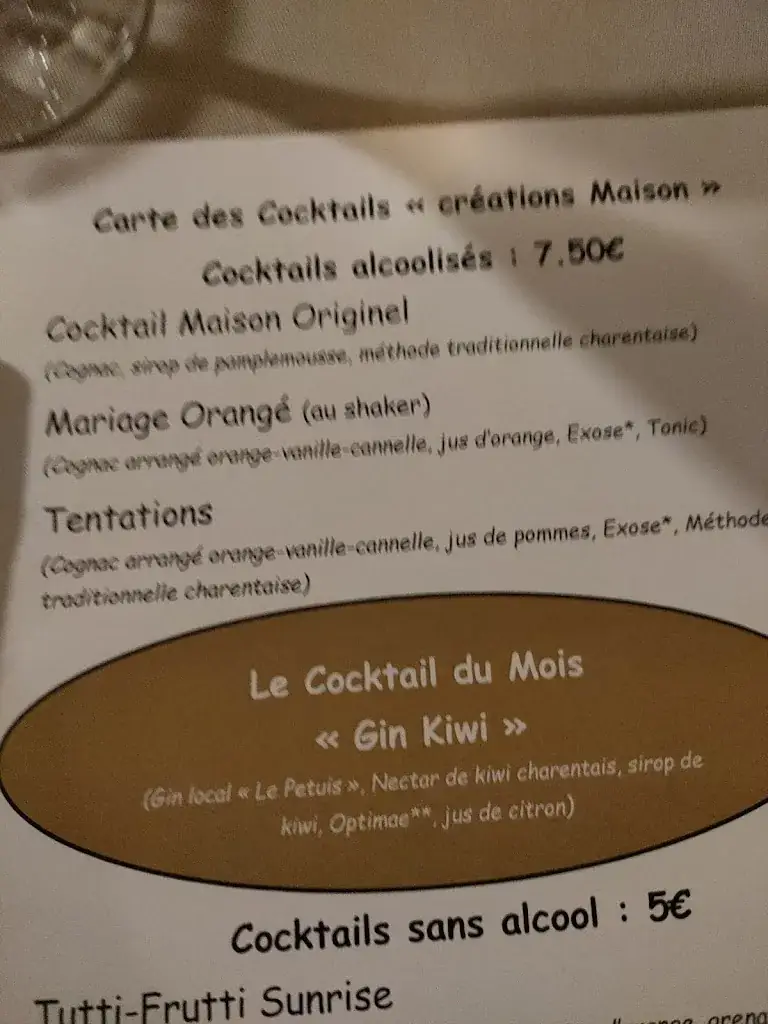 Carte des Cocktails « créations Maison »
Cocktails alcoolisés : 7.50€
Cocktail Maison Originel
(Cognac, sirop de pamplemousse, méthode traditionnelle charentaise)
Mariage Orangé (au shaker)
(Cognac arrangé orange-vanille-cannelle, jus d'orange, Exose*, Tonic)
Tentations
(Cognac arrangé orange-vanille-cannelle, jus de pommes, Exose*, Méthode
traditionnelle charentaise)
Le Cocktail du Mois
« Gin Kiwi »
(Gin local « Le Petuis », Nectar de kiwi charentais, sirop de
kiwi, Optimae**, jus de citron)
Cocktails sans alcool : 5€
Tutti-Frutti Sunrise